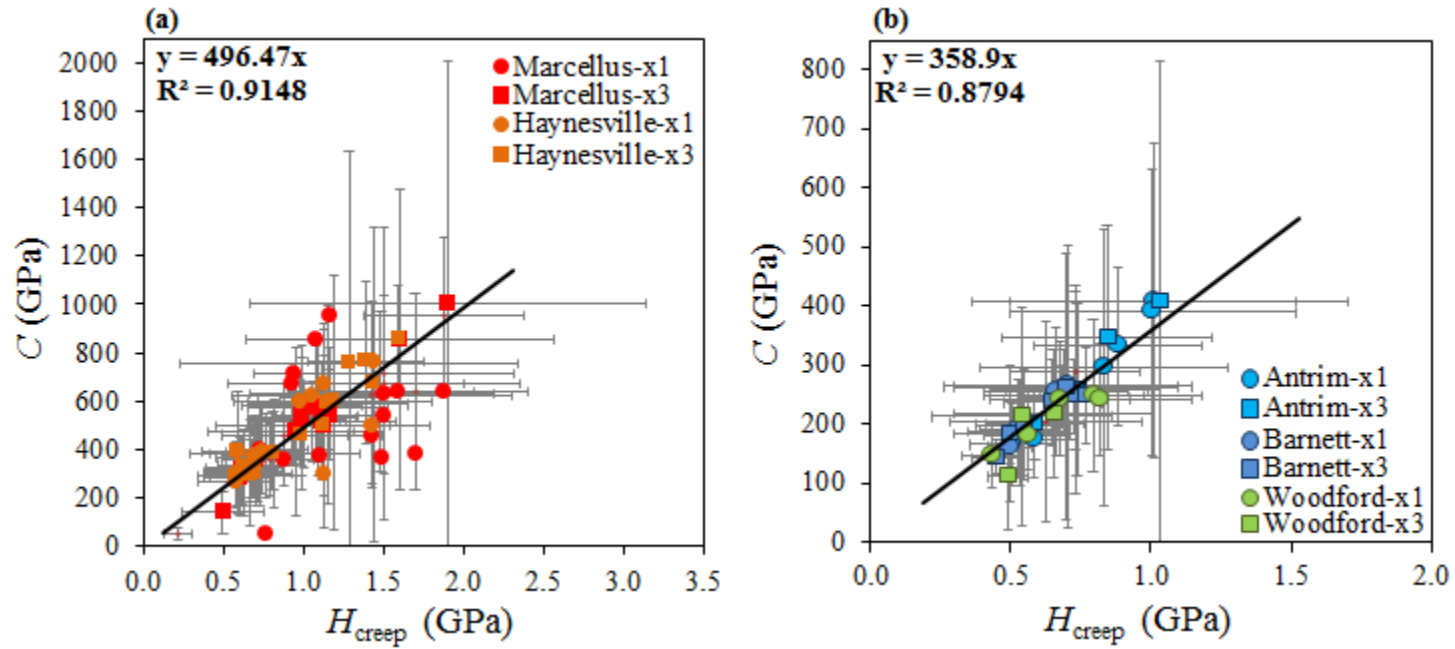 (a)
y = 496.47x
R² = 0.9148
Marcellus-x1
Marcellus-x3
Haynesville-x1
Haynesville-x3
2000
1800
1600
1400
1200
1000
800
600
400
200
0
C (GPa)
0.0 0.5 1.0 1.5 2.0 2.5 3.0 3.5
Hcreep (GPa)
(b)
y = 358.9x
R² = 0.8794
800
700
600
500
400
300
200
100
0
C (GPa)
Antrim-x1
Antrim-x3
Barnett-x1
Barnett-x3
Woodford-x1
Woodford-x3
0.0 0.5 1.0 1.5 2.0
Hcreep (GPa)